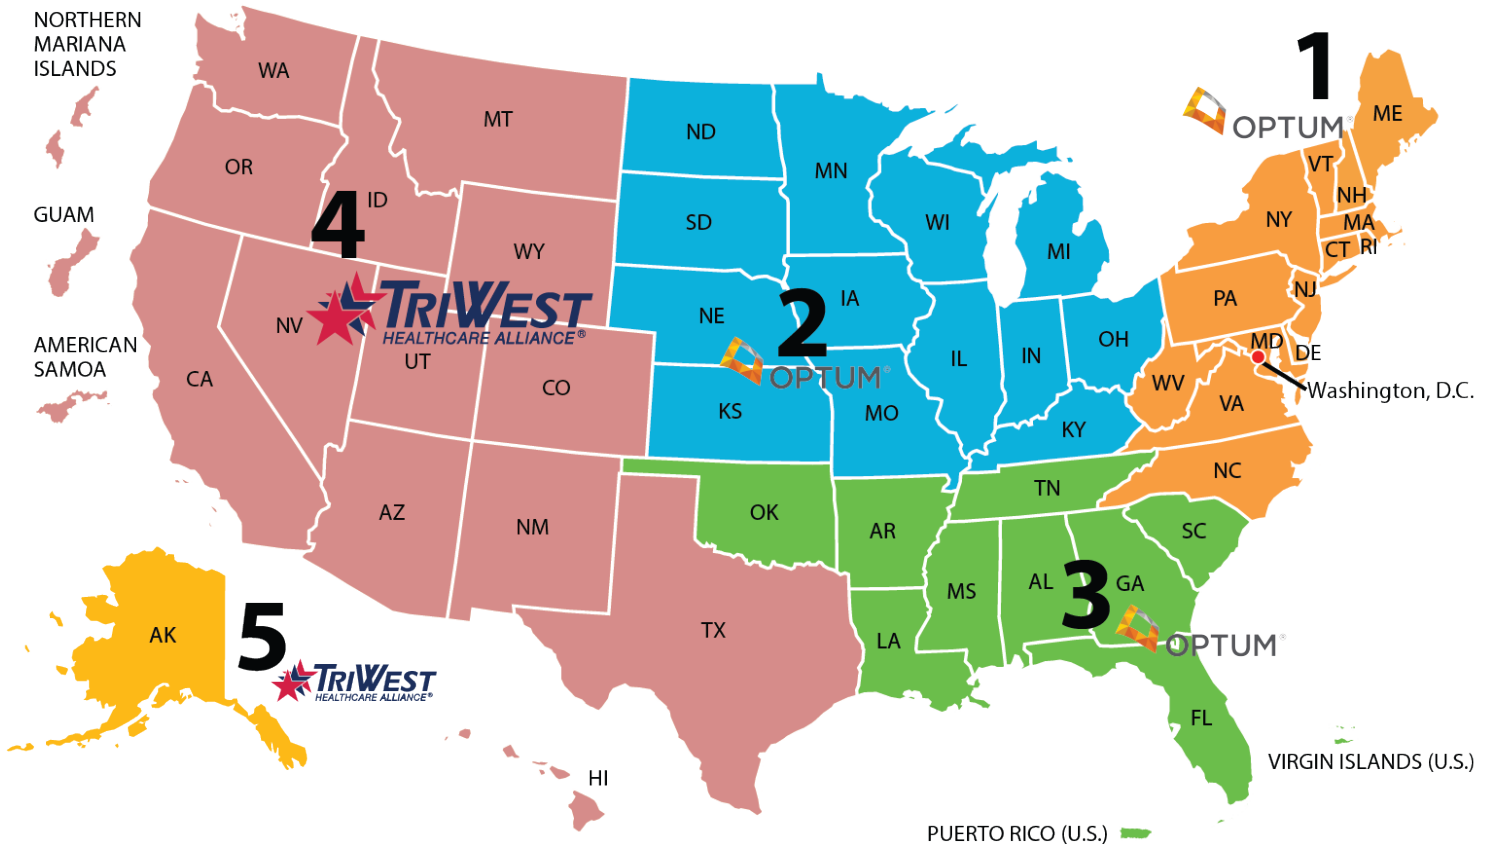 NORTHERN
MARIANA
ISLANDS
GUAM
AMERICAN
SAMOA
WA
OR
CA
ID
NV
MT
WY
UT
CO
AZ
NM
TX
HI
4
TRIWEST
HEALTHCARE ALLIANCE®
AK
5
TRIWEST
HEALTHCARE ALLIANCE®
ND
SD
NE
KS
MN
IA
MO
WI
IL
MI
IN
OH
KY
2
OPTUM®
1
OPTUM®
ME
VT
NH
NY
MA
CT
RI
PA
NJ
MD
DE
Washington, D.C.
WV
VA
NC
OK
AR
LA
TN
MS
AL
GA
SC
FL
3
OPTUM®
VIRGIN ISLANDS (U.S.)
PUERTO RICO (U.S.)